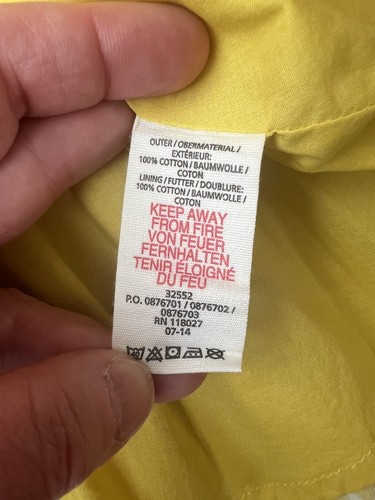 OUTER / OBERMATERIAL /
EXTÉRIEUR:
100% COTTON / BAUMWOLLE /
COTON
LINING / FUTTER / DOUBLURE:
100% COTTON / BAUMWOLLE /
COTON
KEEP AWAY
FROM FIRE
VON FEUER
FERNHALTEN
TENIR ÉLOIGNÉ
DU FEU
32552
P.O. 0876701 / 0876702 /
0876703
RN 118027
07-14